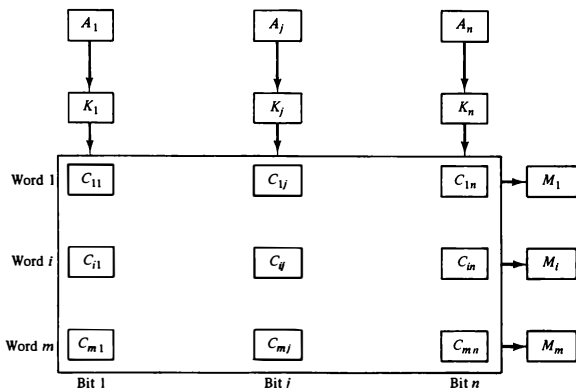 A₁ Aⱼ Aₙ
K₁ Kⱼ Kₙ
Word 1 C₁₁ C₁ⱼ C₁ₙ M₁
Word i Cᵢ₁ Cᵢⱼ Cᵢₙ Mᵢ
Word m Cₘ₁ Cₘⱼ Cₘₙ Mₘ
Bit 1 Bit j Bit n